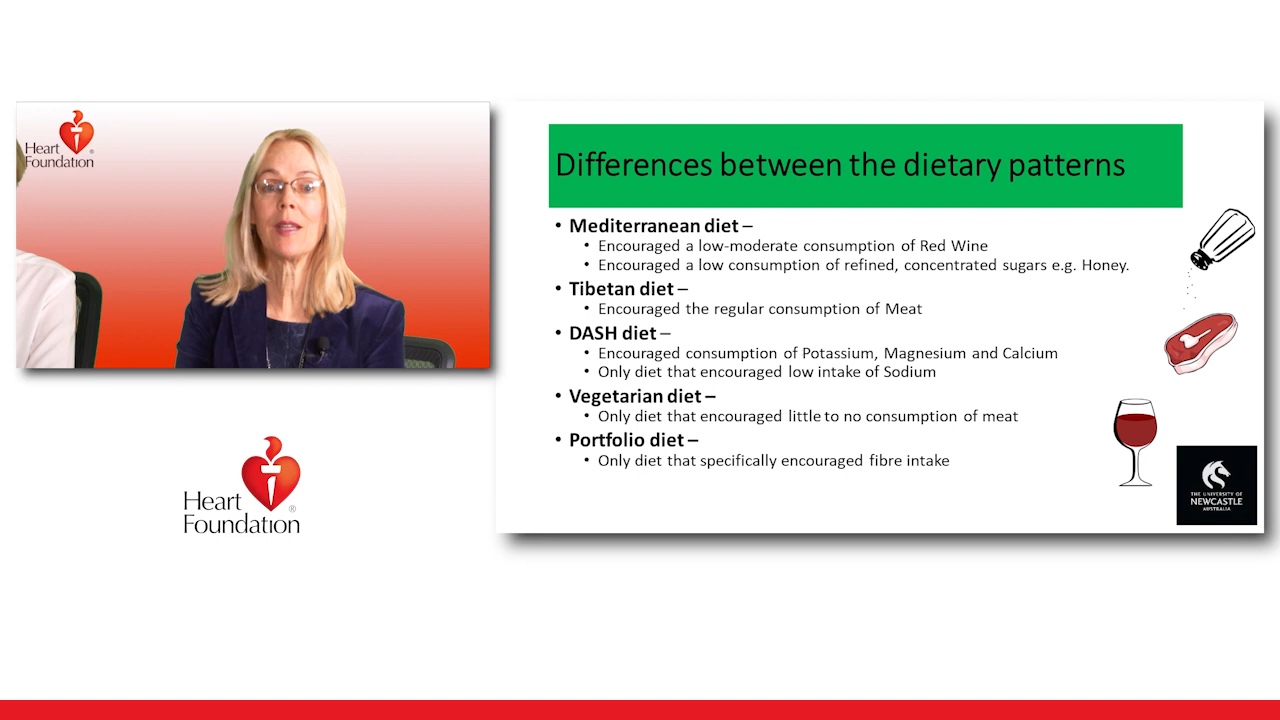 Heart
Foundation
Heart
Foundation
®
Differences between the dietary patterns
• Mediterranean diet –
• Encouraged a low-moderate consumption of Red Wine
• Encouraged a low consumption of refined, concentrated sugars e.g. Honey.
• Tibetan diet –
• Encouraged the regular consumption of Meat
• DASH diet –
• Encouraged consumption of Potassium, Magnesium and Calcium
• Only diet that encouraged low intake of Sodium
• Vegetarian diet –
• Only diet that encouraged little to no consumption of meat
• Portfolio diet –
• Only diet that specifically encouraged fibre intake
THE UNIVERSITY OF
NEWCASTLE
AUSTRALIA